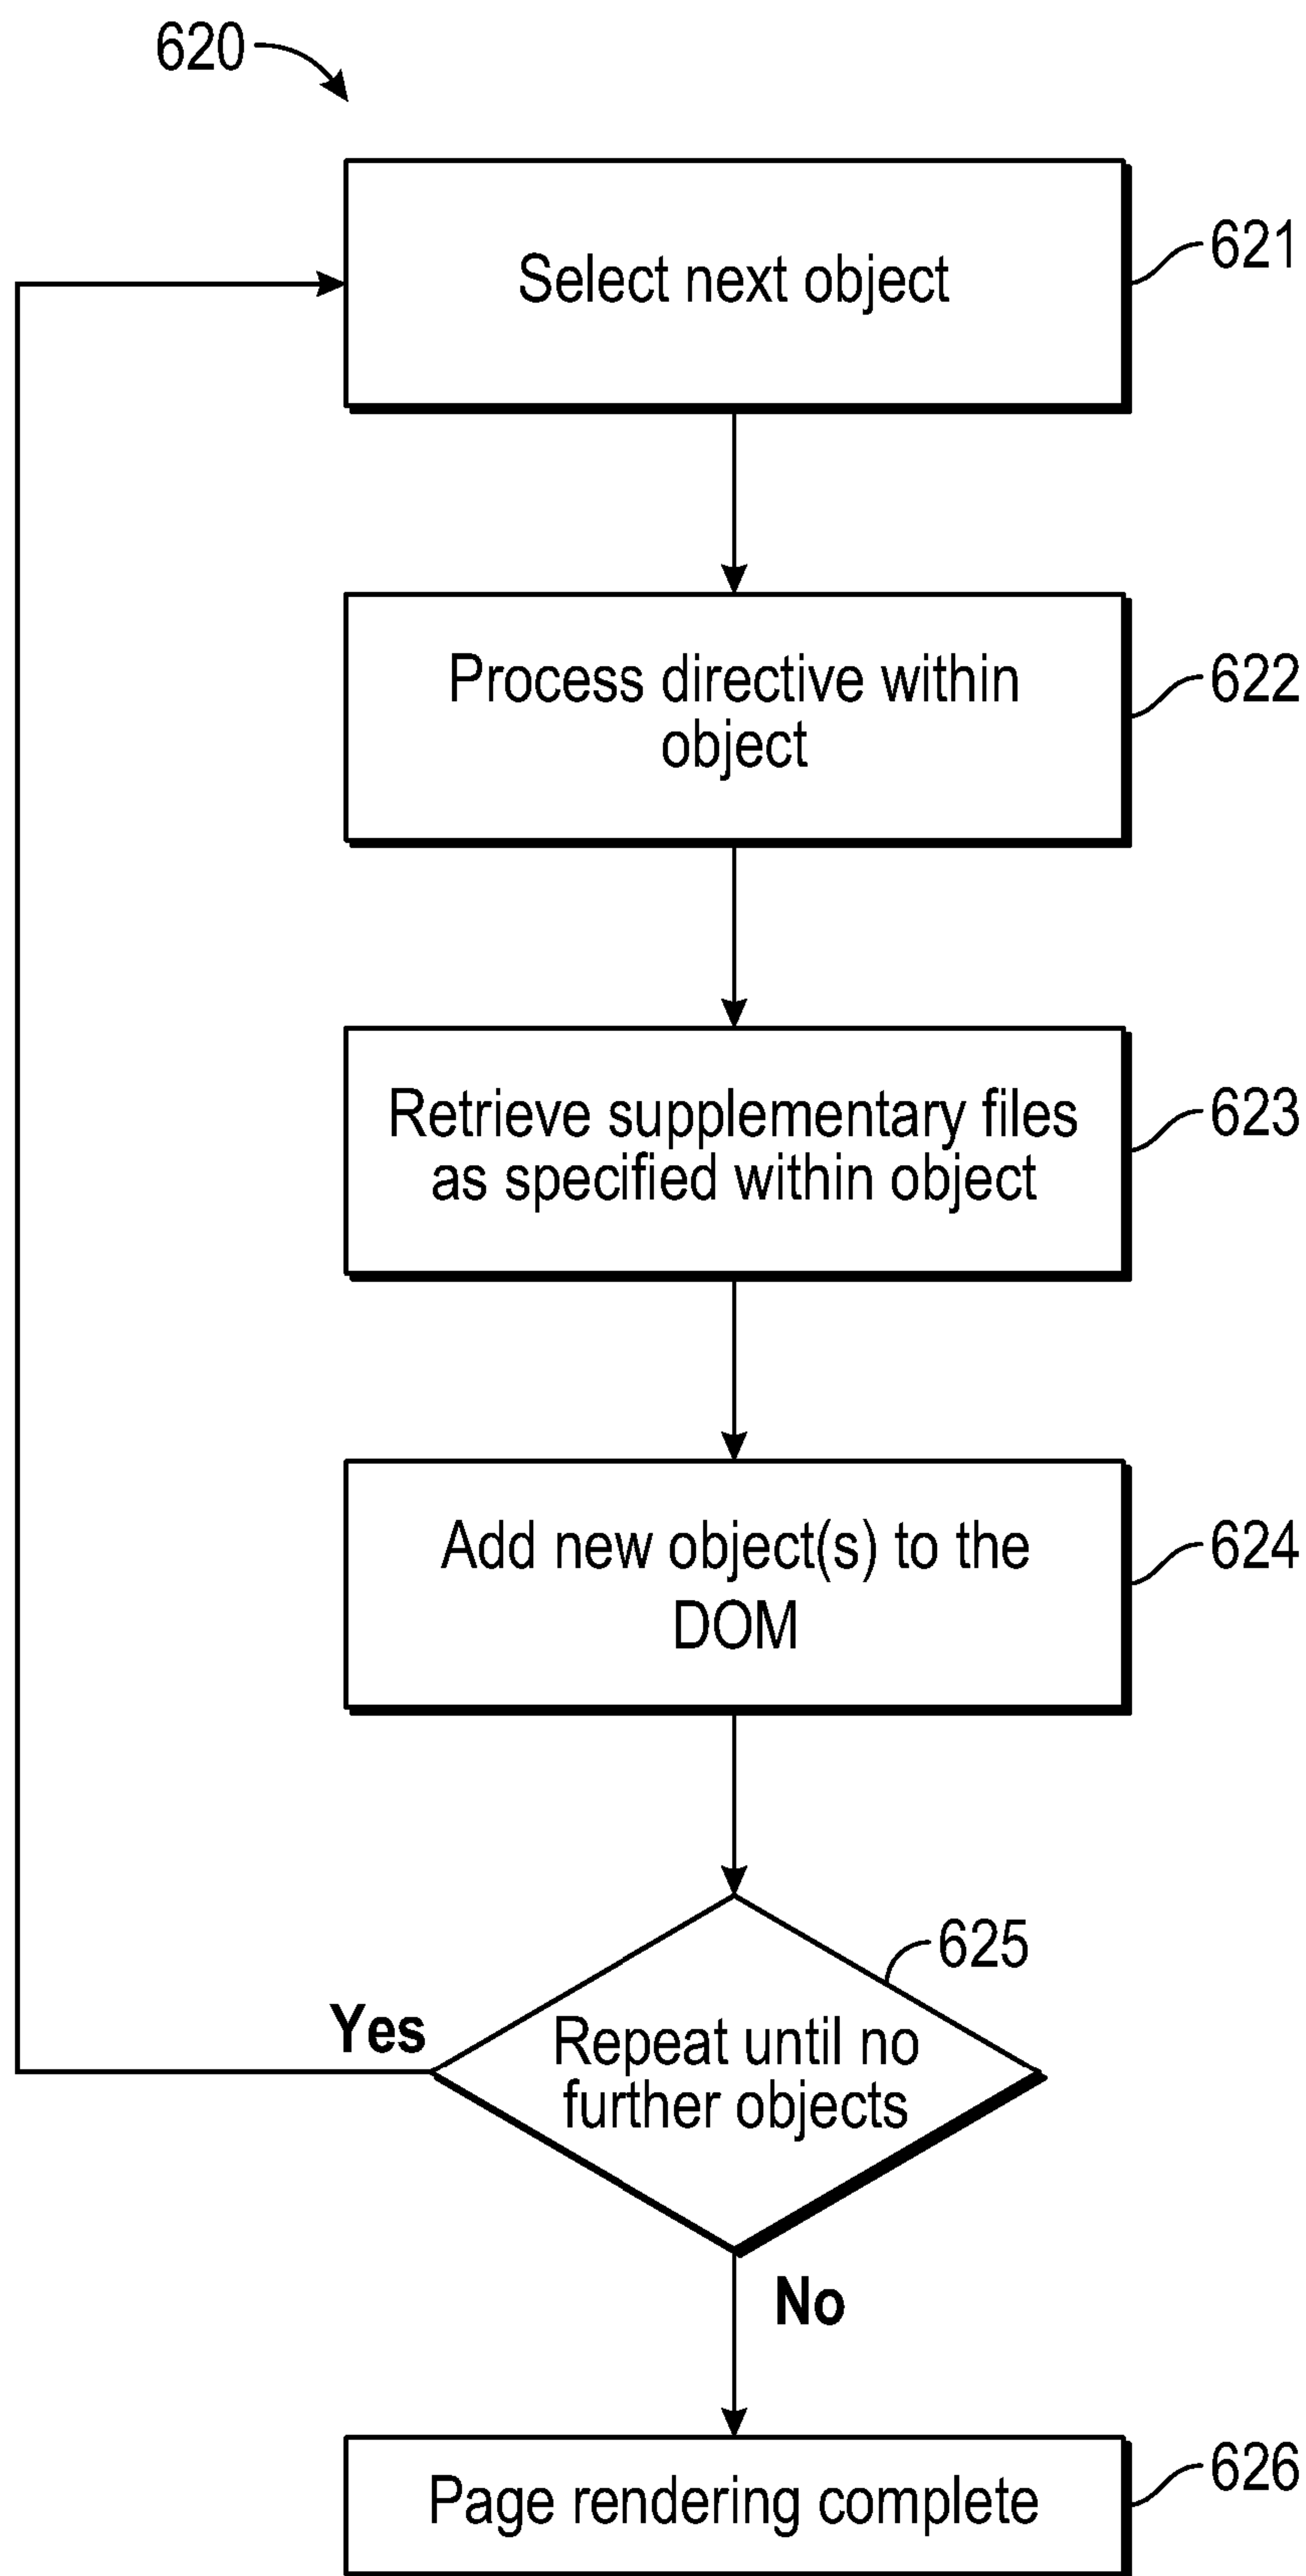 620
Select next object
621
Process directive within
object
622
Retrieve supplementary files
as specified within object
623
Add new object(s) to the
DOM
624
625
Repeat until no
further objects
Yes
No
Page rendering complete
626